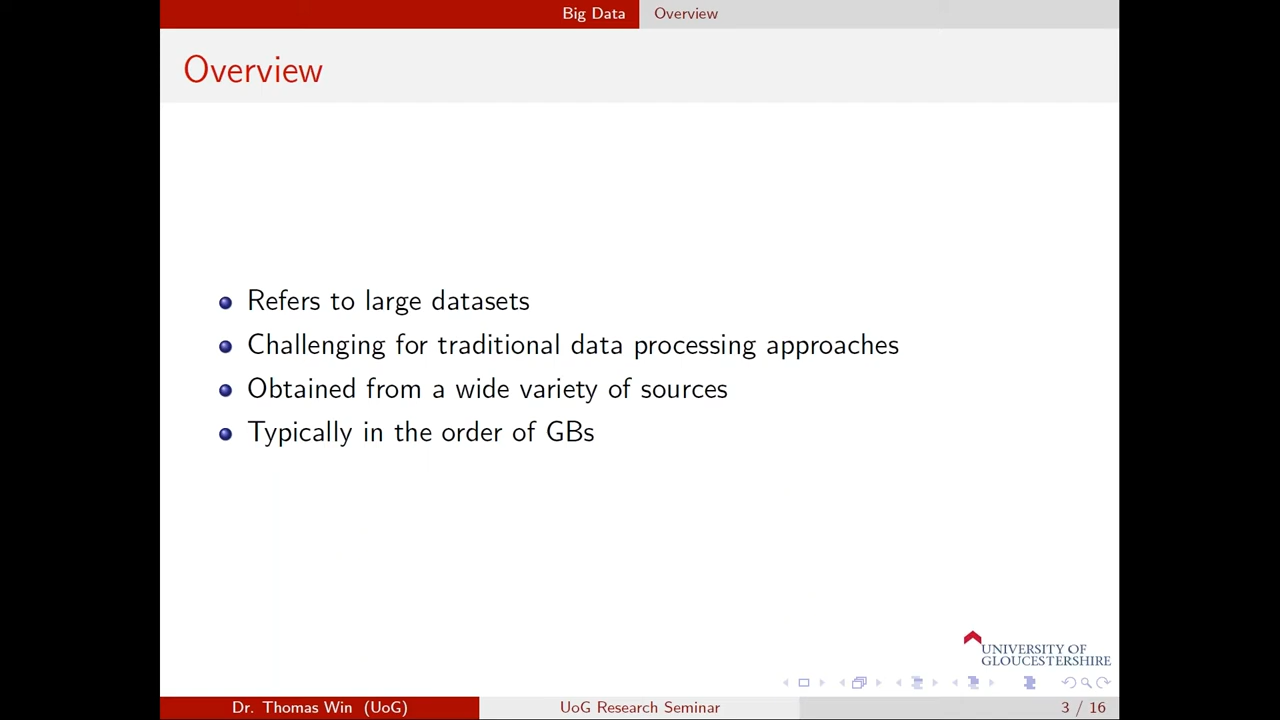 Big Data Overview
Overview
Refers to large datasets
Challenging for traditional data processing approaches
Obtained from a wide variety of sources
Typically in the order of GBs
UNIVERSITY OF
GLOUCESTERSHIRE
Dr. Thomas Win (UoG) UoG Research Seminar 3 / 16